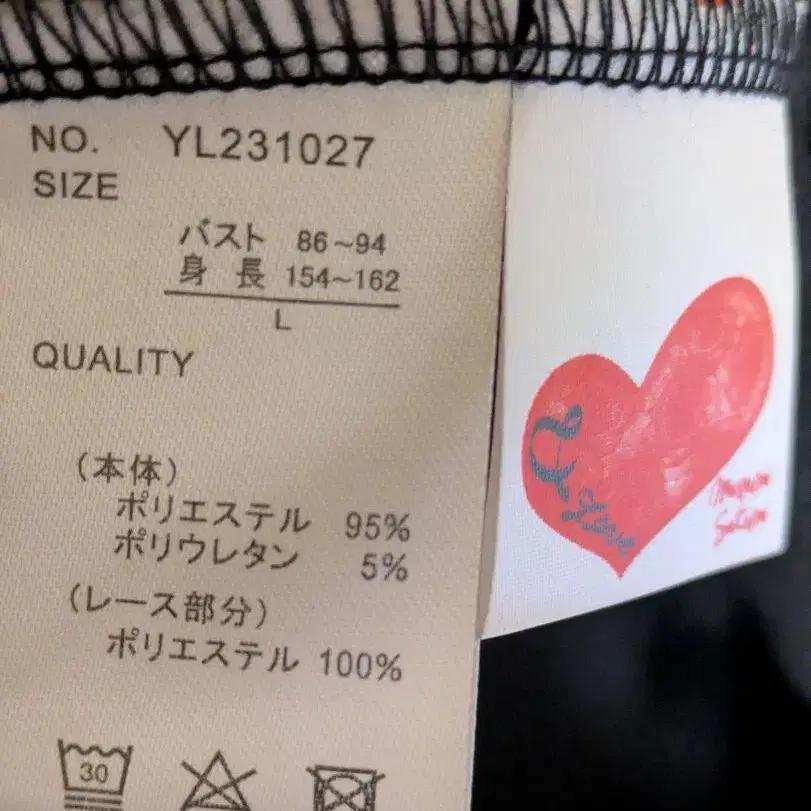 NO. YL231027
SIZE
バスト 86~94
身 長 154~162
L
QUALITY
(本体)
ポリエステル 95%
ポリウレタン 5%
(レース部分)
ポリエステル 100%
30